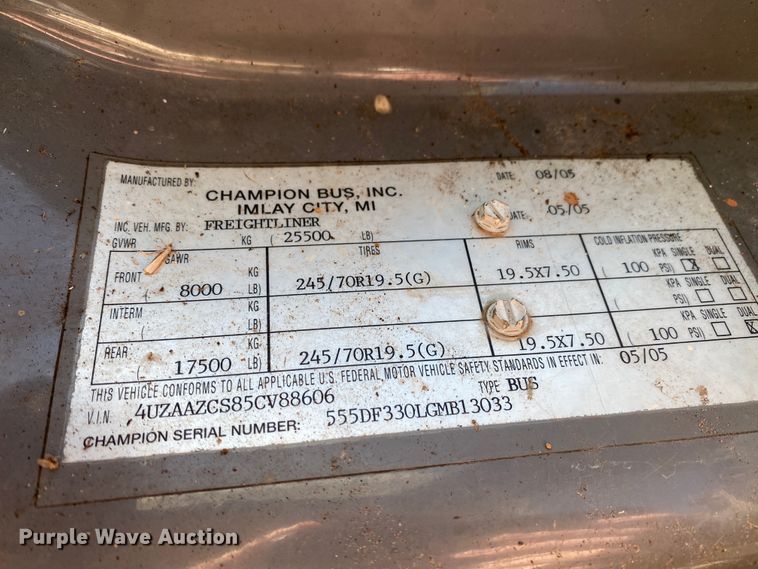 MANUFACTURED BY: CHAMPION BUS, INC. DATE: 08/05
IMLAY CITY, MI
INC. VEH. MFG. BY: FREIGHTLINER DATE: 05/05
GVWR KG ( 25500 LB)
GAWR TIRES RIMS COLD INFLATION PRESSURE
FRONT KG KPA SINGLE DUAL
( 8000 LB) 245/70R19.5(G) 19.5X7.50 ( 100 PSI) X
INTERM KG KPA SINGLE DUAL
( LB) ( PSI)
REAR KG KPA SINGLE DUAL
( 17500 LB) 245/70R19.5(G) 19.5X7.50 ( 100 PSI) X
THIS VEHICLE CONFORMS TO ALL APPLICABLE U.S. FEDERAL MOTOR VEHICLE SAFETY STANDARDS IN EFFECT IN: 05/05
V.I.N. 4UZAAZCS85CV88606 TYPE BUS
CHAMPION SERIAL NUMBER: 555DF330LGMB13033
Purple Wave Auction